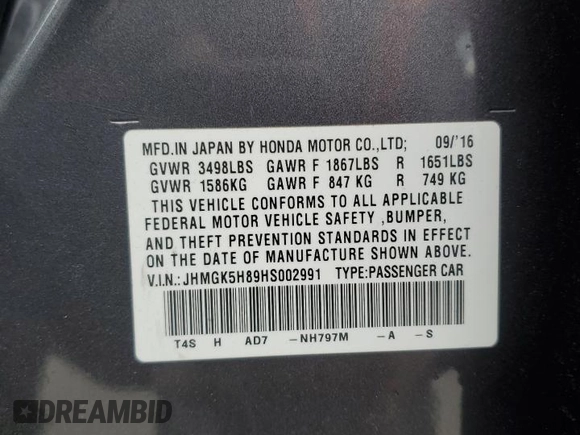 MFD.IN JAPAN BY HONDA MOTOR CO.,LTD; 09/'16
GVWR 3498LBS GAWR F 1867LBS R 1651LBS
GVWR 1586KG GAWR F 847 KG R 749 KG
THIS VEHICLE CONFORMS TO ALL APPLICABLE
FEDERAL MOTOR VEHICLE SAFETY ,BUMPER,
AND THEFT PREVENTION STANDARDS IN EFFECT
ON THE DATE OF MANUFACTURE SHOWN ABOVE.
V.I.N.:JHMGK5H89HS002991 TYPE:PASSENGER CAR
T4S H AD7 -NH797M -A -S
DREAMBID